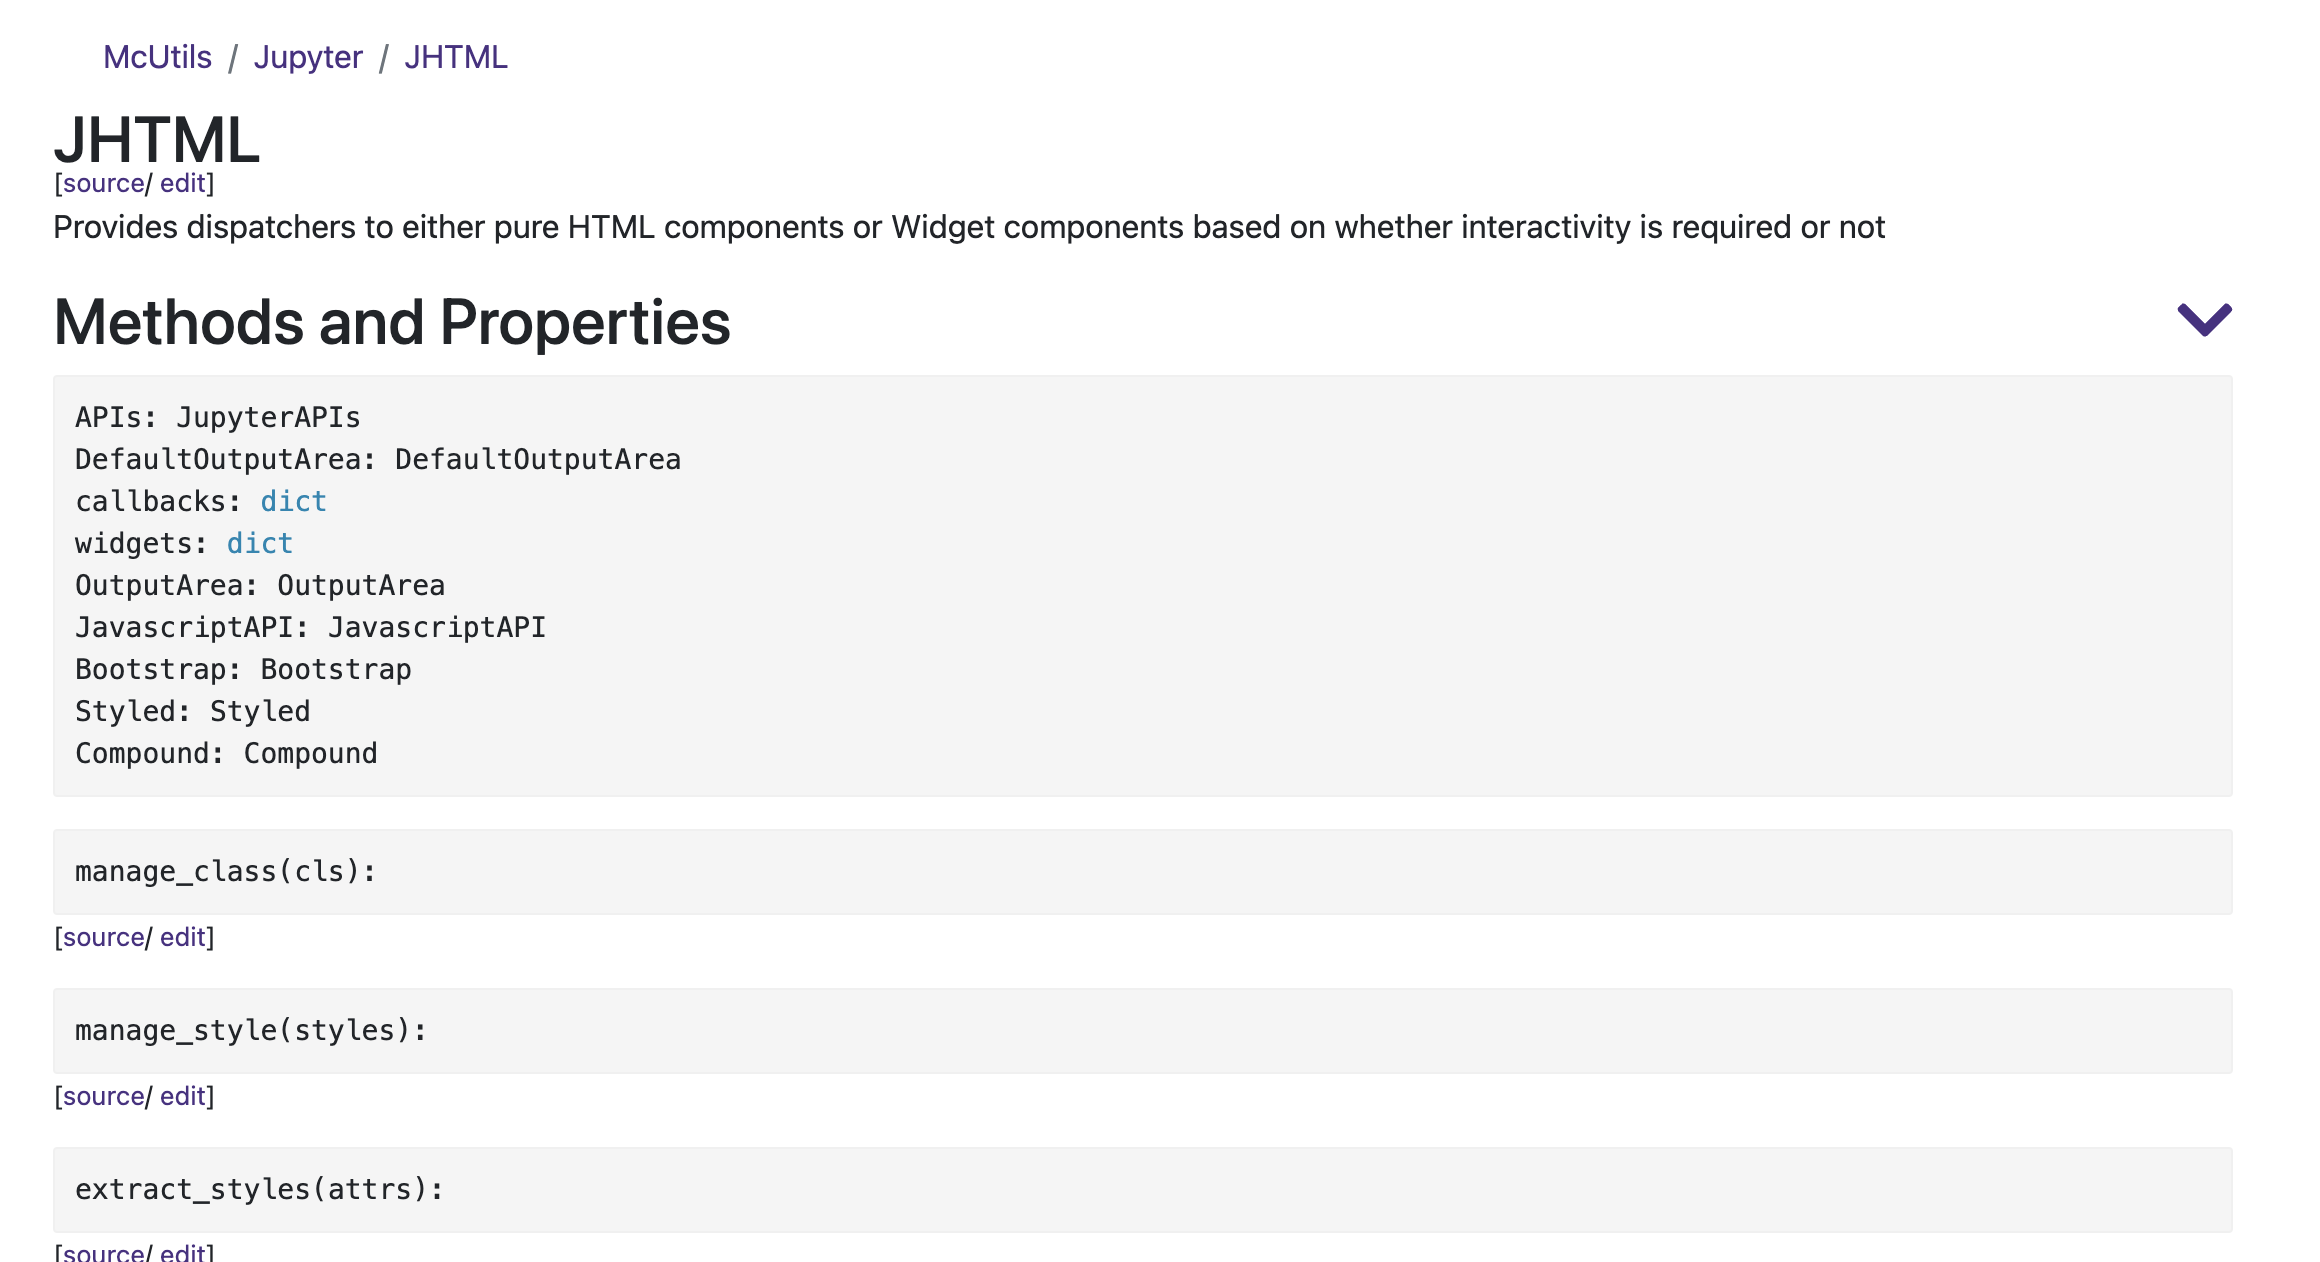 McUtils / Jupyter / JHTML
JHTML
[source/ edit]
Provides dispatchers to either pure HTML components or Widget components based on whether interactivity is required or not
Methods and Properties
APIs: JupyterAPIs
DefaultOutputArea: DefaultOutputArea
callbacks: dict
widgets: dict
OutputArea: OutputArea
JavascriptAPI: JavascriptAPI
Bootstrap: Bootstrap
Styled: Styled
Compound: Compound
manage_class(cls):
[source/ edit]
manage_style(styles):
[source/ edit]
extract_styles(attrs):
[source/ edit]